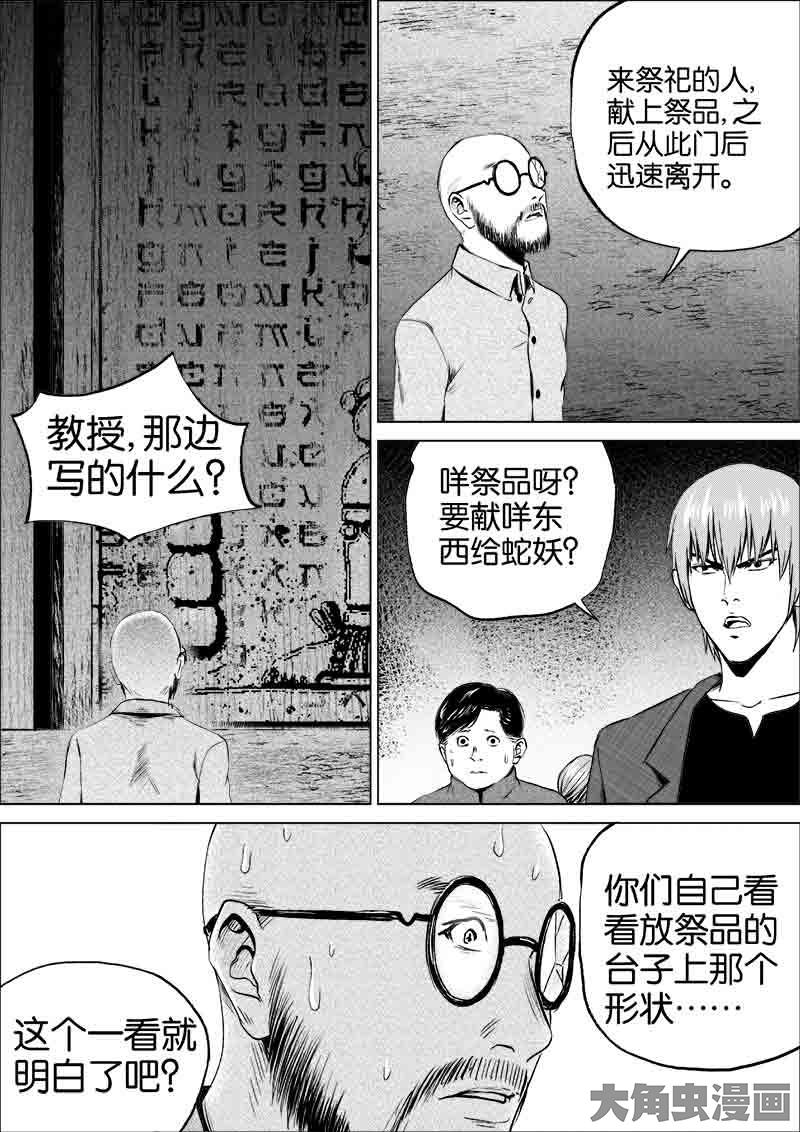 教授,那边
写的什么?
来祭祀的人,
献上祭品,之
后从此门后
迅速离开。
咩祭品呀?
要献咩东
西给蛇妖?
这个一看就
明白了吧?
你们自己看
看放祭品的
台子上那个
形状……
大角虫漫画